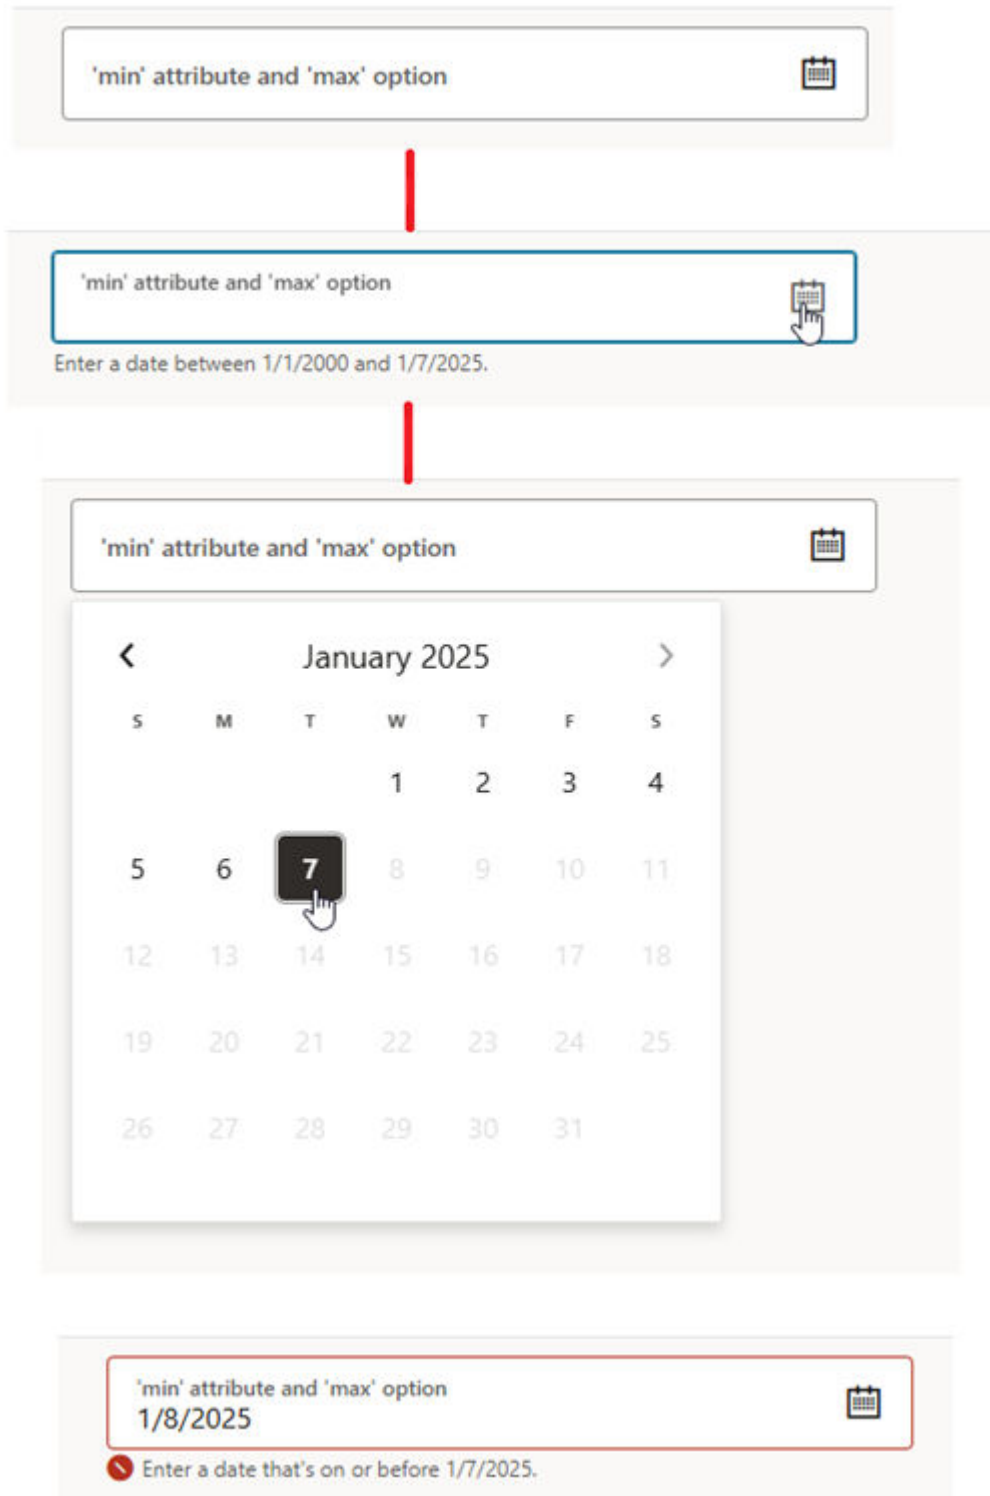 'min' attribute and 'max' option
'min' attribute and 'max' option
Enter a date between 1/1/2000 and 1/7/2025.
'min' attribute and 'max' option
January 2025
S M T W T F S
1 2 3 4
5 6 7 8 9 10 11
12 13 14 15 16 17 18
19 20 21 22 23 24 25
26 27 28 29 30 31
'min' attribute and 'max' option
1/8/2025
Enter a date that's on or before 1/7/2025.